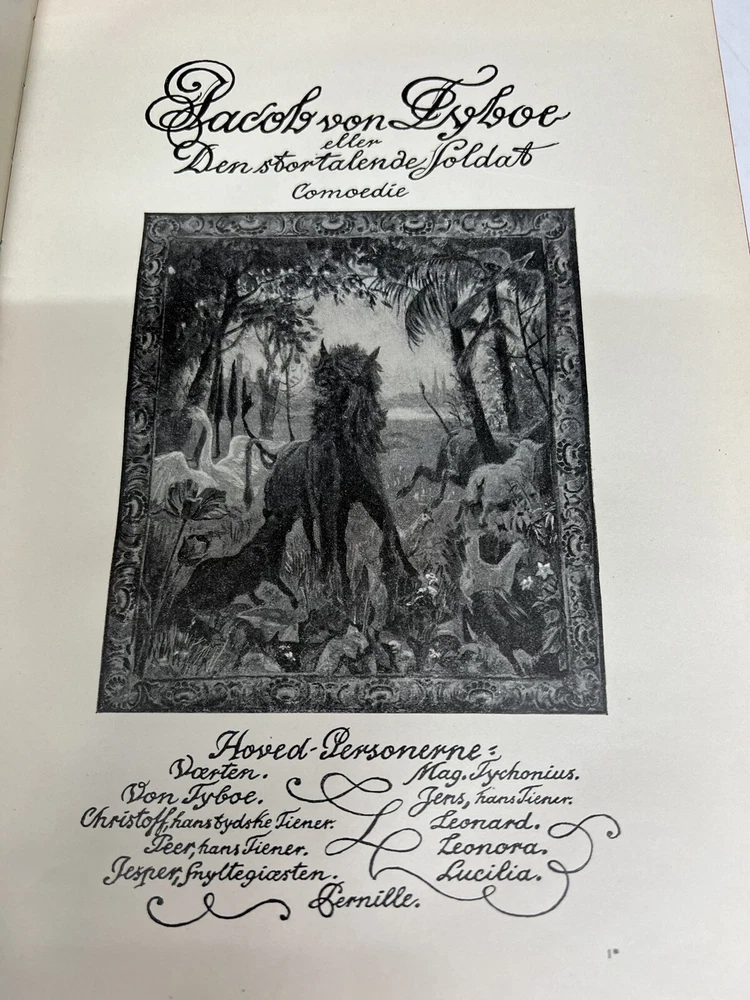 Jacob von Tyboe
eller
Den stortalende Soldat
Comoedie
Hoved-Personerne:
Værten. Mag. Tychonius.
Von Tyboe. Jens, hans Tiener.
Christoff, hans tydske Tiener. Leonard.
Peer, hans Tiener. Leonora.
Jesper, Snyltegiæsten. Lucilia.
Pernille.
1*